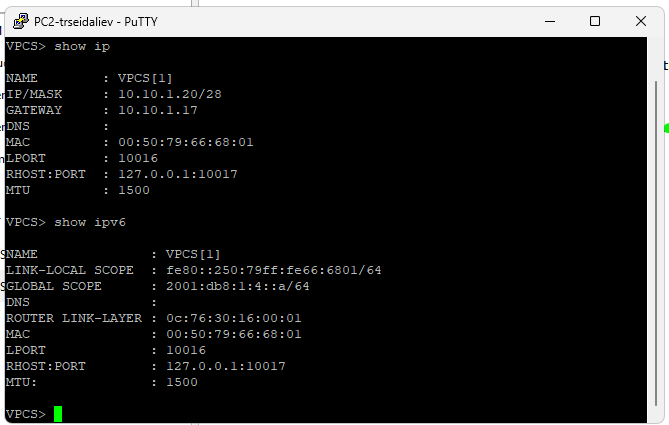 PC2-trseidaliev - PuTTY
VPCS> show ip
NAME : VPCS[1]
IP/MASK : 10.10.1.20/28
GATEWAY : 10.10.1.17
DNS :
MAC : 00:50:79:66:68:01
LPORT : 10016
RHOST:PORT : 127.0.0.1:10017
MTU : 1500
VPCS> show ipv6
NAME : VPCS[1]
LINK-LOCAL SCOPE : fe80::250:79ff:fe66:6801/64
GLOBAL SCOPE : 2001:db8:1:4::a/64
DNS :
ROUTER LINK-LAYER : 0c:76:30:16:00:01
MAC : 00:50:79:66:68:01
LPORT : 10016
RHOST:PORT : 127.0.0.1:10017
MTU: : 1500
VPCS>